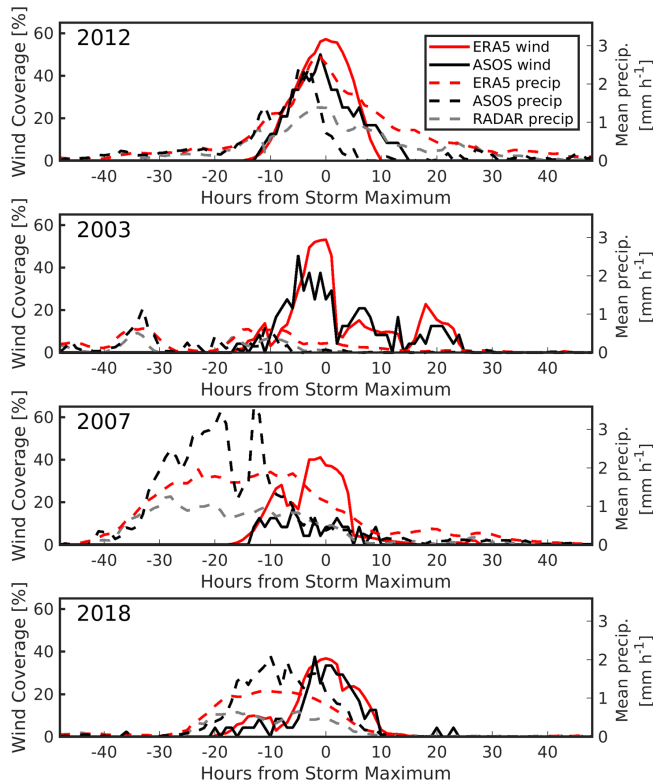 2012
ERA5 wind
ASOS wind
ERA5 precip
ASOS precip
RADAR precip
Wind Coverage [%]
60
40
20
0
3
2
1
0
Mean precip.
[mm h-1]
-40 -30 -20 -10 0 10 20 30 40
Hours from Storm Maximum
2003
Wind Coverage [%]
60
40
20
0
3
2
1
0
Mean precip.
[mm h-1]
-40 -30 -20 -10 0 10 20 30 40
Hours from Storm Maximum
2007
Wind Coverage [%]
60
40
20
0
3
2
1
0
Mean precip.
[mm h-1]
-40 -30 -20 -10 0 10 20 30 40
Hours from Storm Maximum
2018
Wind Coverage [%]
60
40
20
0
3
2
1
0
Mean precip.
[mm h-1]
-40 -30 -20 -10 0 10 20 30 40
Hours from Storm Maximum